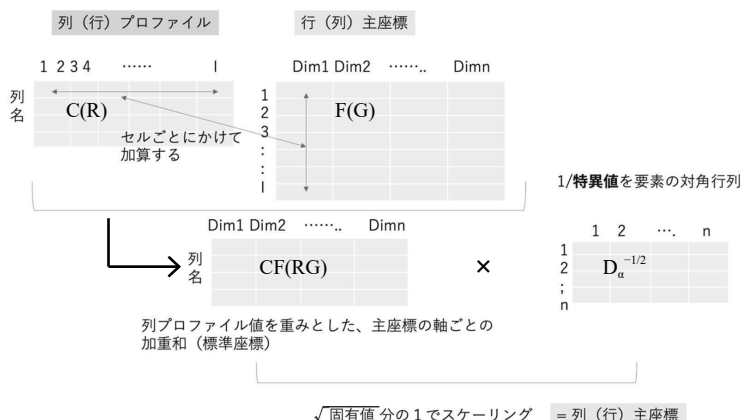 列（行）プロファイル
行（列）主座標
1 2 3 4 …… I
Dim1 Dim2 …….. Dimn
列名
C(R)
1
2
3
:
:
I
F(G)
セルごとにかけて
加算する
1/特異値を要素の対角行列
Dim1 Dim2 …….. Dimn
列名
CF(RG)
×
1 2 …. n
1
2
;
n
Dα^−1/2
列プロファイル値を重みとした、主座標の軸ごとの
加重和（標準座標）
√固有値 分の１でスケーリング = 列（行）主座標